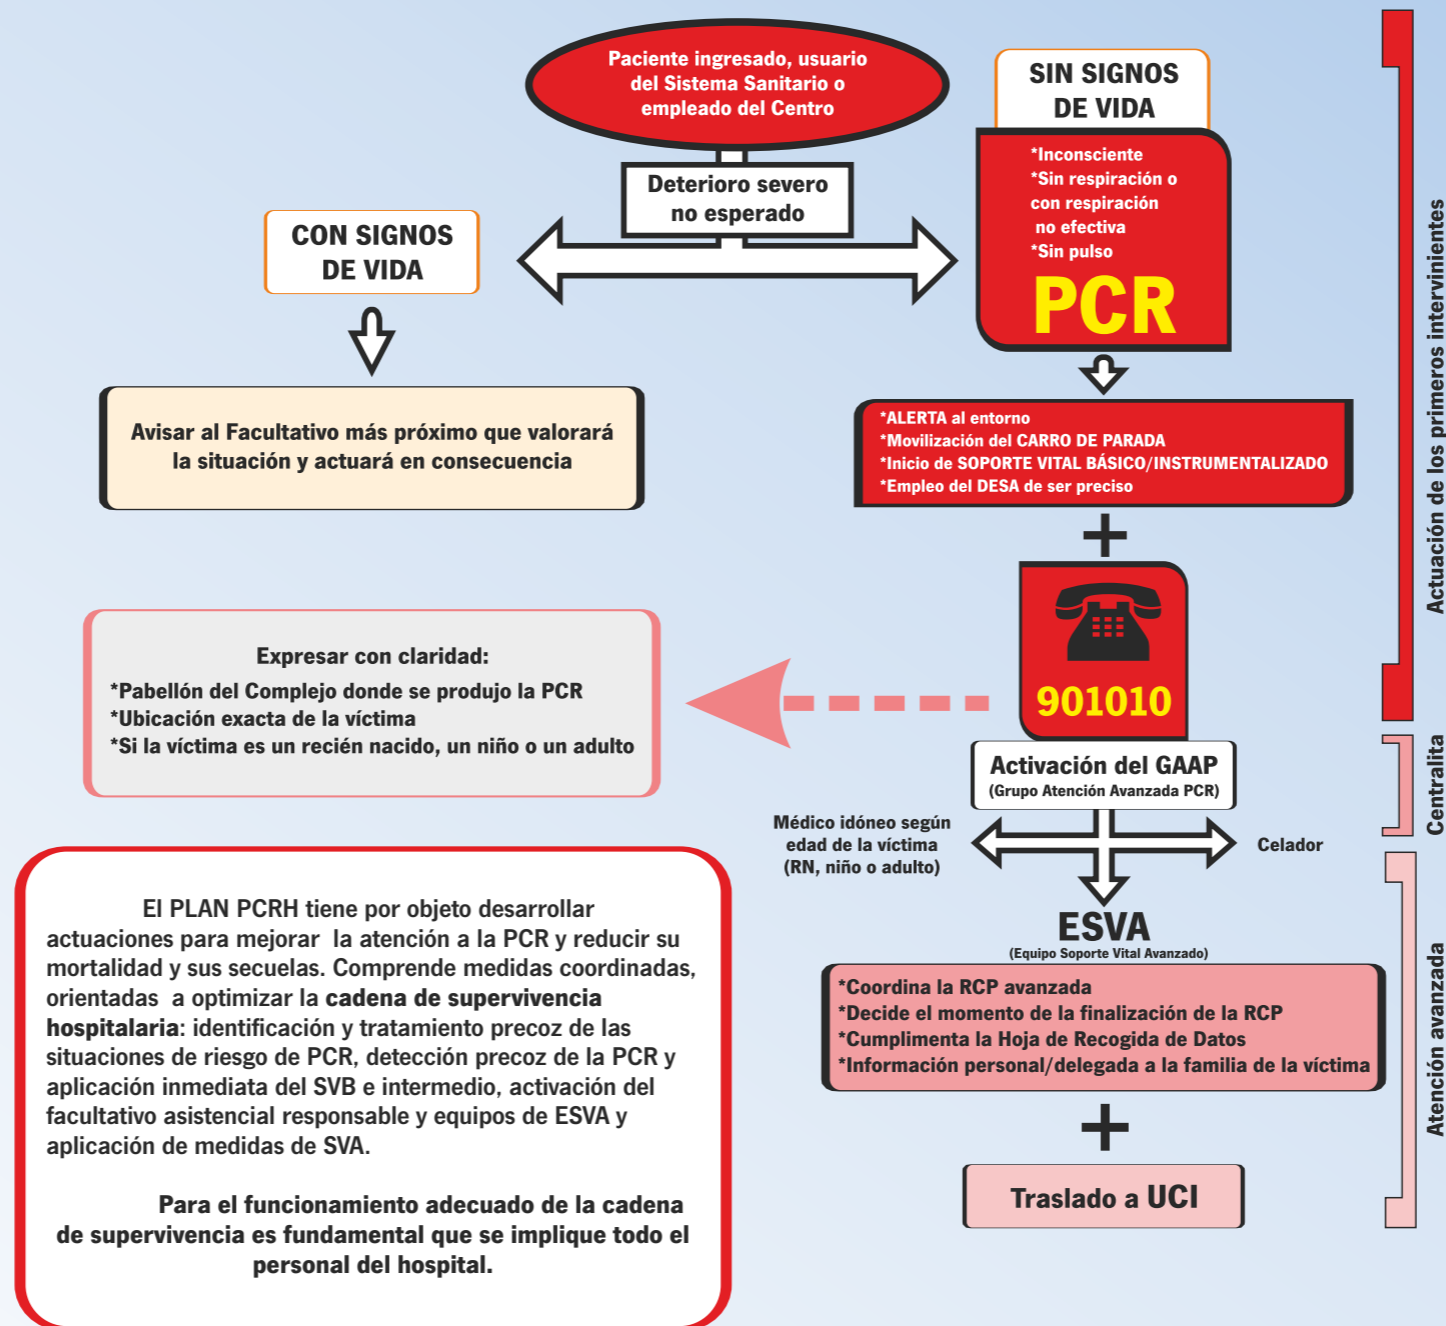 Paciente ingresado, usuario
del Sistema Sanitario o
empleado del Centro
Deterioro severo
no esperado
CON SIGNOS
DE VIDA
Avisar al Facultativo más próximo que valorará
la situación y actuará en consecuencia
SIN SIGNOS
DE VIDA
*Inconsciente
*Sin respiración o
con respiración
no efectiva
*Sin pulso
PCR
*ALERTA al entorno
*Movilización del CARRO DE PARADA
*Inicio de SOPORTE VITAL BÁSICO/INSTRUMENTALIZADO
*Empleo del DESA de ser preciso
+
901010
Expresar con claridad:
*Pabellón del Complejo donde se produjo la PCR
*Ubicación exacta de la víctima
*Si la víctima es un recién nacido, un niño o un adulto
Activación del GAAP
(Grupo Atención Avanzada PCR)
Médico idóneo según
edad de la víctima
(RN, niño o adulto)
Celador
ESVA
(Equipo Soporte Vital Avanzado)
*Coordina la RCP avanzada
*Decide el momento de la finalización de la RCP
*Cumplimenta la Hoja de Recogida de Datos
*Información personal/delegada a la familia de la víctima
+
Traslado a UCI
El PLAN PCRH tiene por objeto desarrollar
actuaciones para mejorar la atención a la PCR y reducir su
mortalidad y sus secuelas. Comprende medidas coordinadas,
orientadas a optimizar la cadena de supervivencia
hospitalaria: identificación y tratamiento precoz de las
situaciones de riesgo de PCR, detección precoz de la PCR y
aplicación inmediata del SVB e intermedio, activación del
facultativo asistencial responsable y equipos de ESVA y
aplicación de medidas de SVA.
Para el funcionamiento adecuado de la cadena
de supervivencia es fundamental que se implique todo el
personal del hospital.
Actuación de los primeros intervinientes
Centralita
Atención avanzada